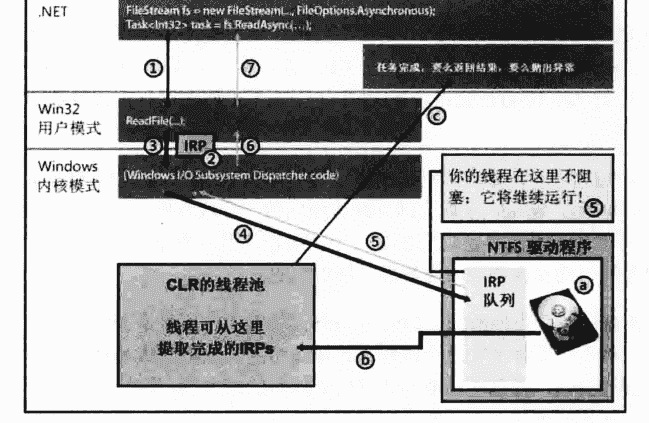 .NET
FileStream fs = new FileStream(..., FileOptions.Asynchronous);
Task<Int32> task = fs.ReadAsync(...);
① ⑦
任务完成,要么返回结果,要么抛出异常
ⓒ
Win32
用户模式
ReadFile(...);
③ IRP ② ⑥
Windows
内核模式
(Windows I/O Subsystem Dispatcher code)
你的线程在这里不阻
塞:它将继续运行!
⑤
④ ⑤
NTFS 驱动程序
IRP
队列
ⓐ
CLR的线程池
线程可从这里
提取完成的IRPs
ⓑ